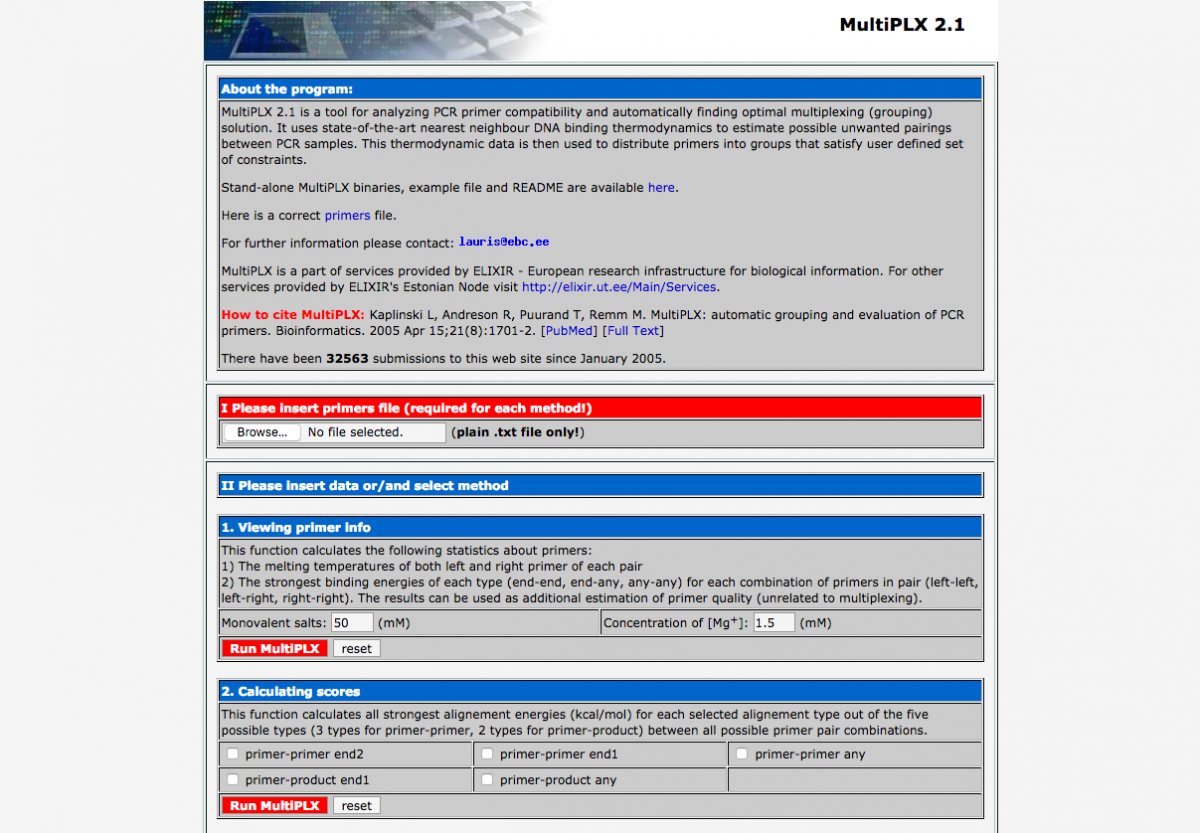 MultiPLX 2.1
About the program:
MultiPLX 2.1 is a tool for analyzing PCR primer compatibility and automatically finding optimal multiplexing (grouping)
solution. It uses state-of-the-art nearest neighbour DNA binding thermodynamics to estimate possible unwanted pairings
between PCR samples. This thermodynamic data is then used to distribute primers into groups that satisfy user defined set
of constraints.
Stand-alone MultiPLX binaries, example file and README are available here.
Here is a correct primers file.
For further information please contact: lauris@ebc.ee
MultiPLX is a part of services provided by ELIXIR - European research infrastructure for biological information. For other
services provided by ELIXIR's Estonian Node visit http://elixir.ut.ee/Main/Services.
How to cite MultiPLX: Kaplinski L, Andreson R, Puurand T, Remm M. MultiPLX: automatic grouping and evaluation of PCR
primers. Bioinformatics. 2005 Apr 15;21(8):1701-2. [PubMed] [Full Text]
There have been 32563 submissions to this web site since January 2005.
I Please insert primers file (required for each method!)
Browse... No file selected. (plain .txt file only!)
II Please insert data or/and select method
1. Viewing primer info
This function calculates the following statistics about primers:
1) The melting temperatures of both left and right primer of each pair
2) The strongest binding energies of each type (end-end, end-any, any-any) for each combination of primers in pair (left-left,
left-right, right-right). The results can be used as additional estimation of primer quality (unrelated to multiplexing).
Monovalent salts: 50 (mM) Concentration of [Mg⁺]: 1.5 (mM)
Run MultiPLX reset
2. Calculating scores
This function calculates all strongest alignement energies (kcal/mol) for each selected alignement type out of the five
possible types (3 types for primer-primer, 2 types for primer-product) between all possible primer pair combinations.
primer-primer end2 primer-primer end1 primer-primer any
primer-product end1 primer-product any
Run MultiPLX reset